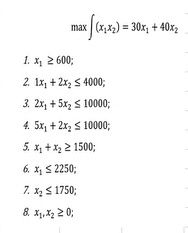 max ∫(x₁x₂) = 30x₁ + 40x₂
1. x₁ ≥ 600;
2. 1x₁ + 2x₂ ≤ 4000;
3. 2x₁ + 5x₂ ≤ 10000;
4. 5x₁ + 2x₂ ≤ 10000;
5. x₁ + x₂ ≥ 1500;
6. x₁ ≤ 2250;
7. x₂ ≤ 1750;
8. x₁, x₂ ≥ 0;